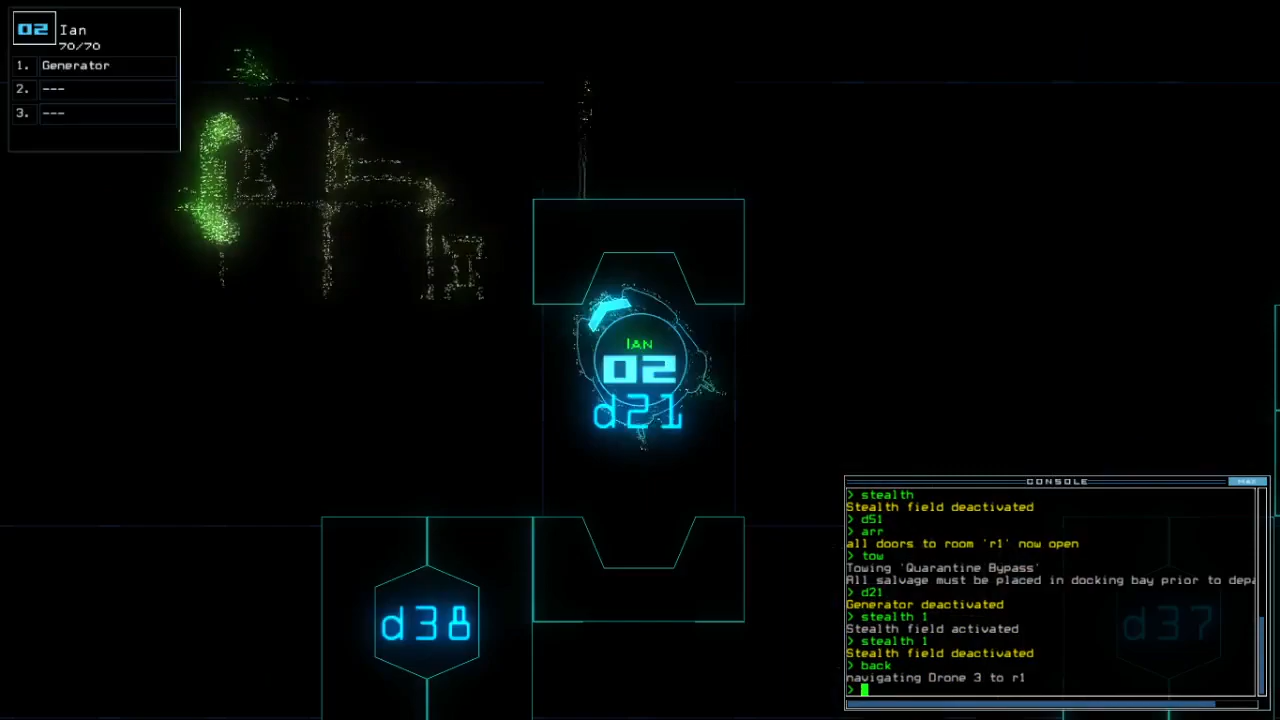 02 Ian
70/70
1. Generator
2. ---
3. ---
IAN
02
d21
d38
d37
CONSOLE
> stealth
Stealth field deactivated
> d51
> arr
all doors to room 'r1' now open
> tow
Towing 'Quarantine Bypass'
All salvage must be placed in docking bay prior to depa
> d21
Generator deactivated
> stealth 1
Stealth field activated
> stealth 1
Stealth field deactivated
> back
navigating Drone 3 to r1
>